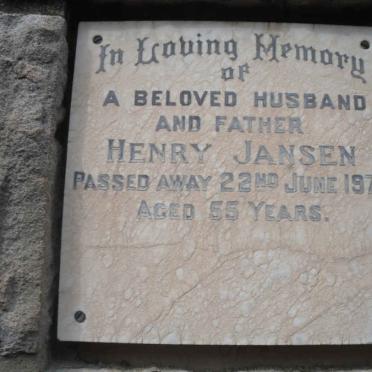 In Loving Memory
of
A BELOVED HUSBAND
AND FATHER
HENRY JANSEN
PASSED AWAY 22ND JUNE 197
AGED 55 YEARS.